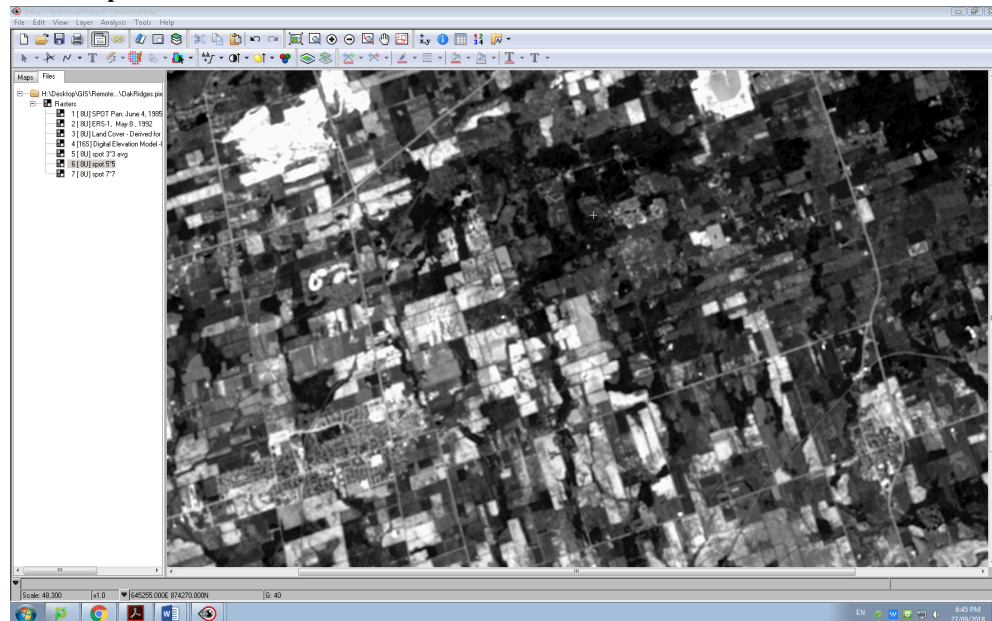 File Edit View Layer Analysis Tools Help
Maps Files
H:\Desktop\GIS\Remote...\OakRidges.pix
Rasters
1 [ 8U] SPOT Pan. June 4, 1985
2 [ 8U] ERS-1, May 8, 1992
3 [ 8U] Land Cover - Derived for
4 [16S] Digital Elevation Model -(
5 [ 8U] spot 3*3 avg
6 [ 8U] spot 5*5
7 [ 8U] spot 7*7
Scale: 48,300 x1.0 645255.000E 874270.000N G: 40
EN 6:45 PM
27/09/2018